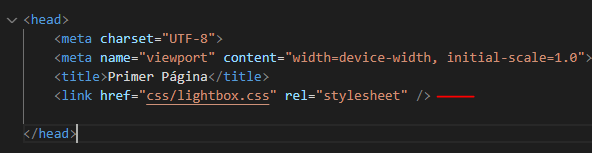 <head>
<meta charset="UTF-8">
<meta name="viewport" content="width=device-width, initial-scale=1.0">
<title>Primer Página</title>
<link href="css/lightbox.css" rel="stylesheet" />
</head>